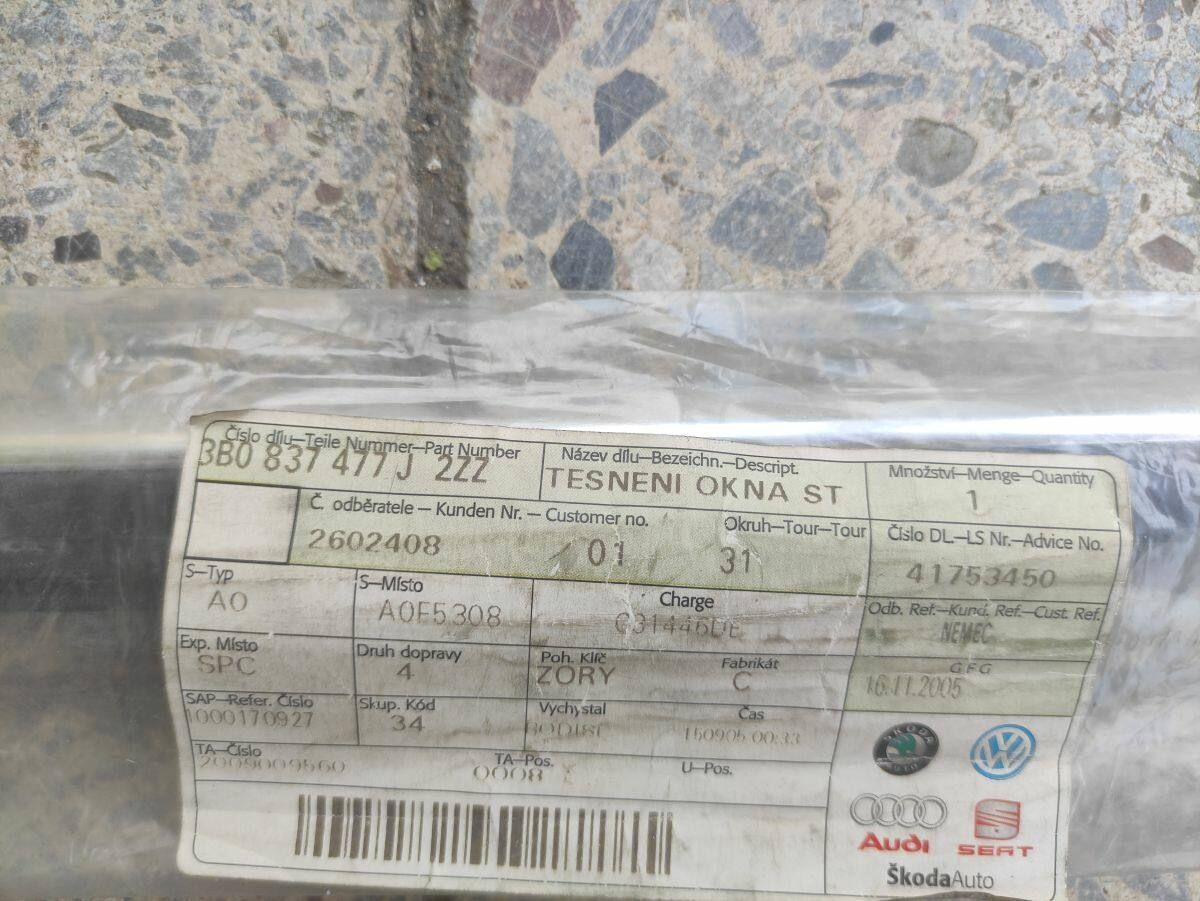 Číslo dílu–Teile Nummer–Part Number
3B0 837 477 J 2ZZ
Název dílu–Bezeichn.–Descript.
TESNENI OKNA ST
Množství–Menge–Quantity
1
Č. odběratele – Kunden Nr. – Customer no.
2602408
01
Okruh–Tour–Tour
31
Číslo DL.–LS Nr.–Advice No.
41753450
S–Typ
A0
S–Místo
A0F5308
Charge
Odb. Ref.–Kund. Ref.–Cust. Ref.
NEMEC
Exp. Místo
SPC
Druh dopravy
4
Poh. Klíč
ZORY
Fabrikát
C
GFG
16.11.2005
SAP–Refer. Číslo
1000170927
Skup. Kód
34
Vychystal
Čas
150905 00:33
TA–Číslo
2009009560
TA–Pos.
0008
U–Pos.
ŠKODA
AUTO
Audi
SEAT
ŠkodaAuto